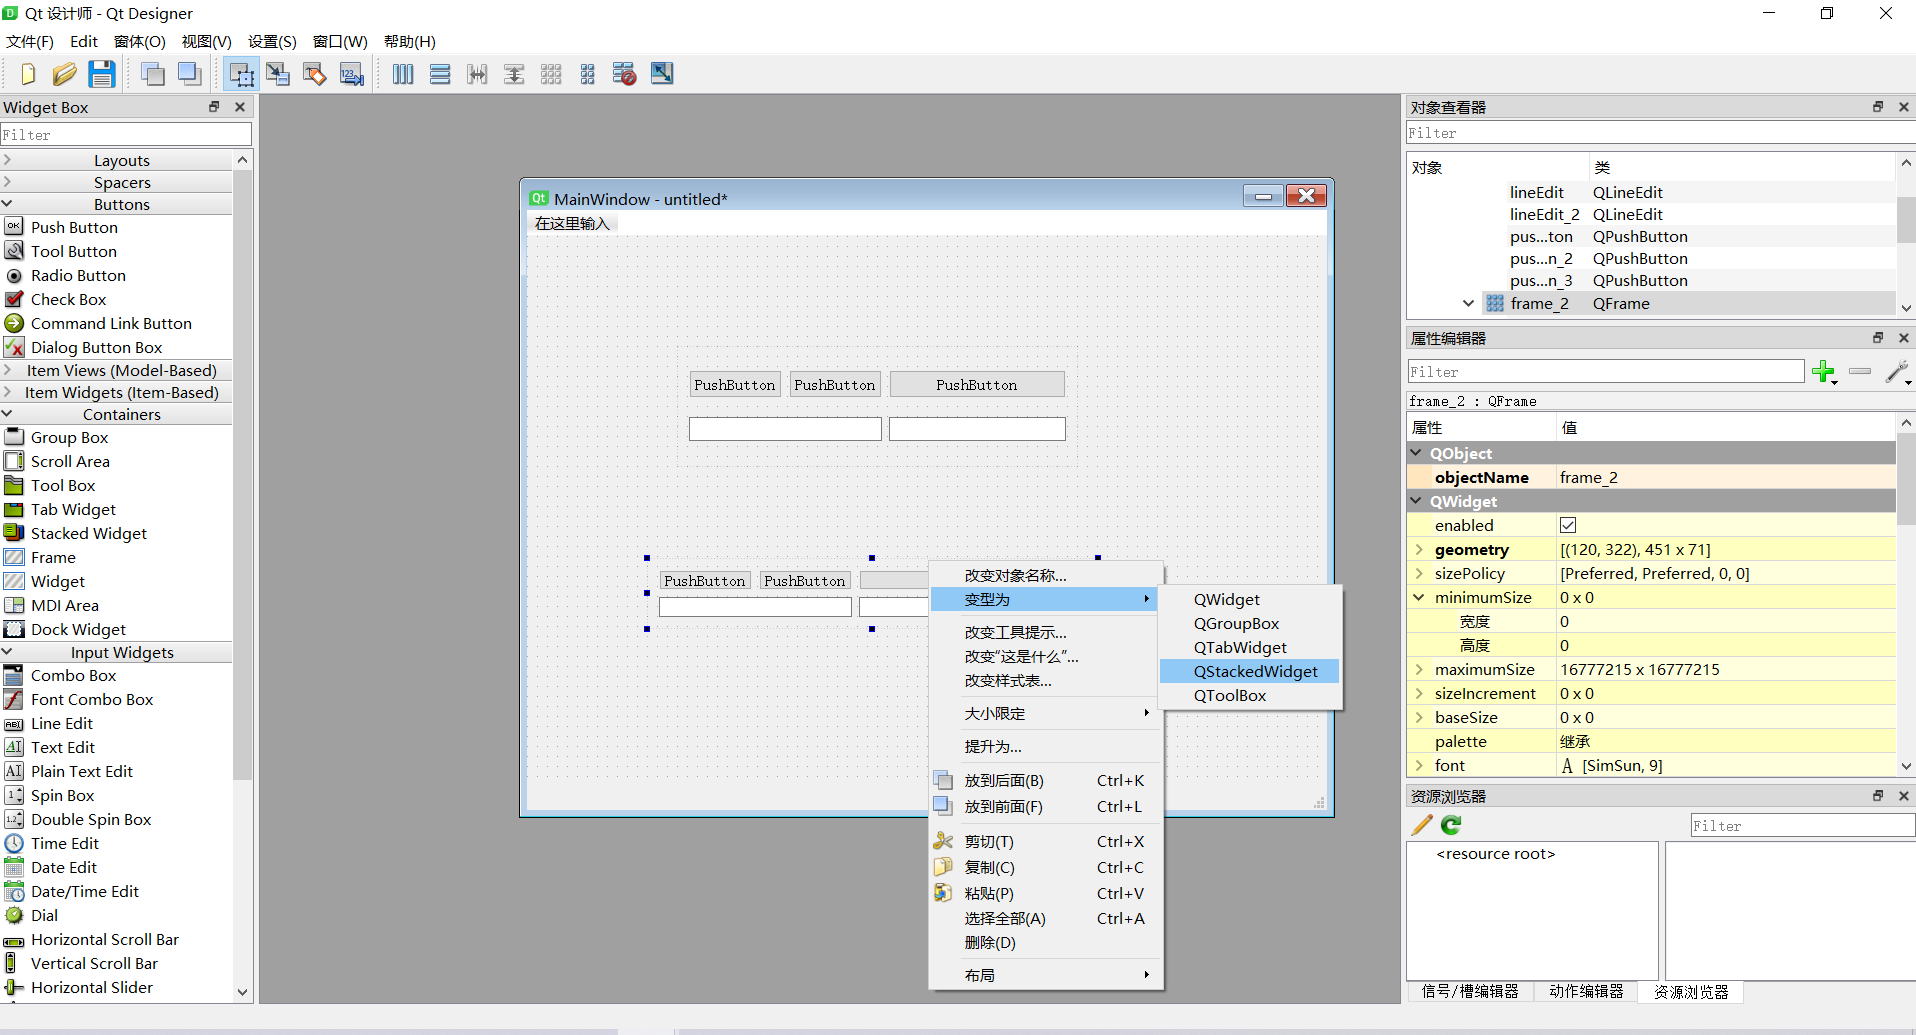 Qt 设计师 - Qt Designer
文件(F) Edit 窗体(O) 视图(V) 设置(S) 窗口(W) 帮助(H)
Widget Box
Filter
Layouts
Spacers
Buttons
Push Button
Tool Button
Radio Button
Check Box
Command Link Button
Dialog Button Box
Item Views (Model-Based)
Item Widgets (Item-Based)
Containers
Group Box
Scroll Area
Tool Box
Tab Widget
Stacked Widget
Frame
Widget
MDI Area
Dock Widget
Input Widgets
Combo Box
Font Combo Box
Line Edit
Text Edit
Plain Text Edit
Spin Box
Double Spin Box
Time Edit
Date Edit
Date/Time Edit
Dial
Horizontal Scroll Bar
Vertical Scroll Bar
Horizontal Slider
MainWindow - untitled*
在这里输入
PushButton PushButton PushButton
PushButton PushButton
改变对象名称...
变型为
改变工具提示...
改变“这是什么”...
改变样式表...
大小限定
提升为...
放到后面(B) Ctrl+K
放到前面(F) Ctrl+L
剪切(T) Ctrl+X
复制(C) Ctrl+C
粘贴(P) Ctrl+V
选择全部(A) Ctrl+A
删除(D)
布局
QWidget
QGroupBox
QTabWidget
QStackedWidget
QToolBox
对象查看器
Filter
对象 类
lineEdit QLineEdit
lineEdit_2 QLineEdit
pus...ton QPushButton
pus...n_2 QPushButton
pus...n_3 QPushButton
frame_2 QFrame
属性编辑器
Filter
frame_2 : QFrame
属性 值
QObject
objectName frame_2
QWidget
enabled
geometry [(120, 322), 451 x 71]
sizePolicy [Preferred, Preferred, 0, 0]
minimumSize 0 x 0
宽度 0
高度 0
maximumSize 16777215 x 16777215
sizeIncrement 0 x 0
baseSize 0 x 0
palette 继承
font A [SimSun, 9]
资源浏览器
Filter
<resource root>
信号/槽编辑器 动作编辑器 资源浏览器